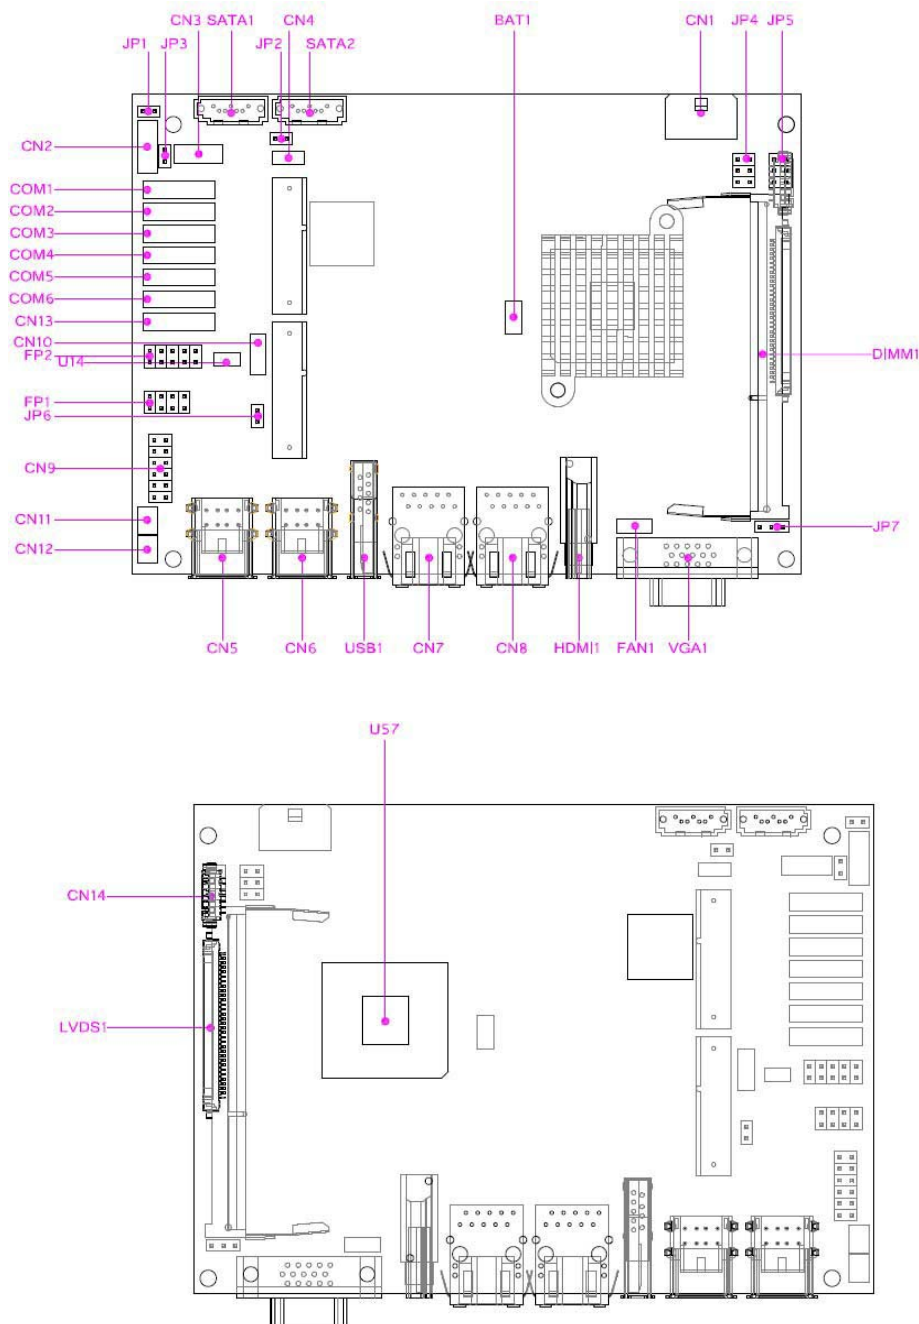 CN3 SATA1 CN4 BAT1 CN1 JP4 JP5
JP1 JP3 JP2 SATA2
CN2
COM1
COM2
COM3
COM4
COM5
COM6
CN13
CN10
FP2
U14
DIMM1
FP1
JP6
CN9
CN11
JP7
CN12
CN5 CN6 USB1 CN7 CN8 HDMI1 FAN1 VGA1
U57
CN14
LVDS1